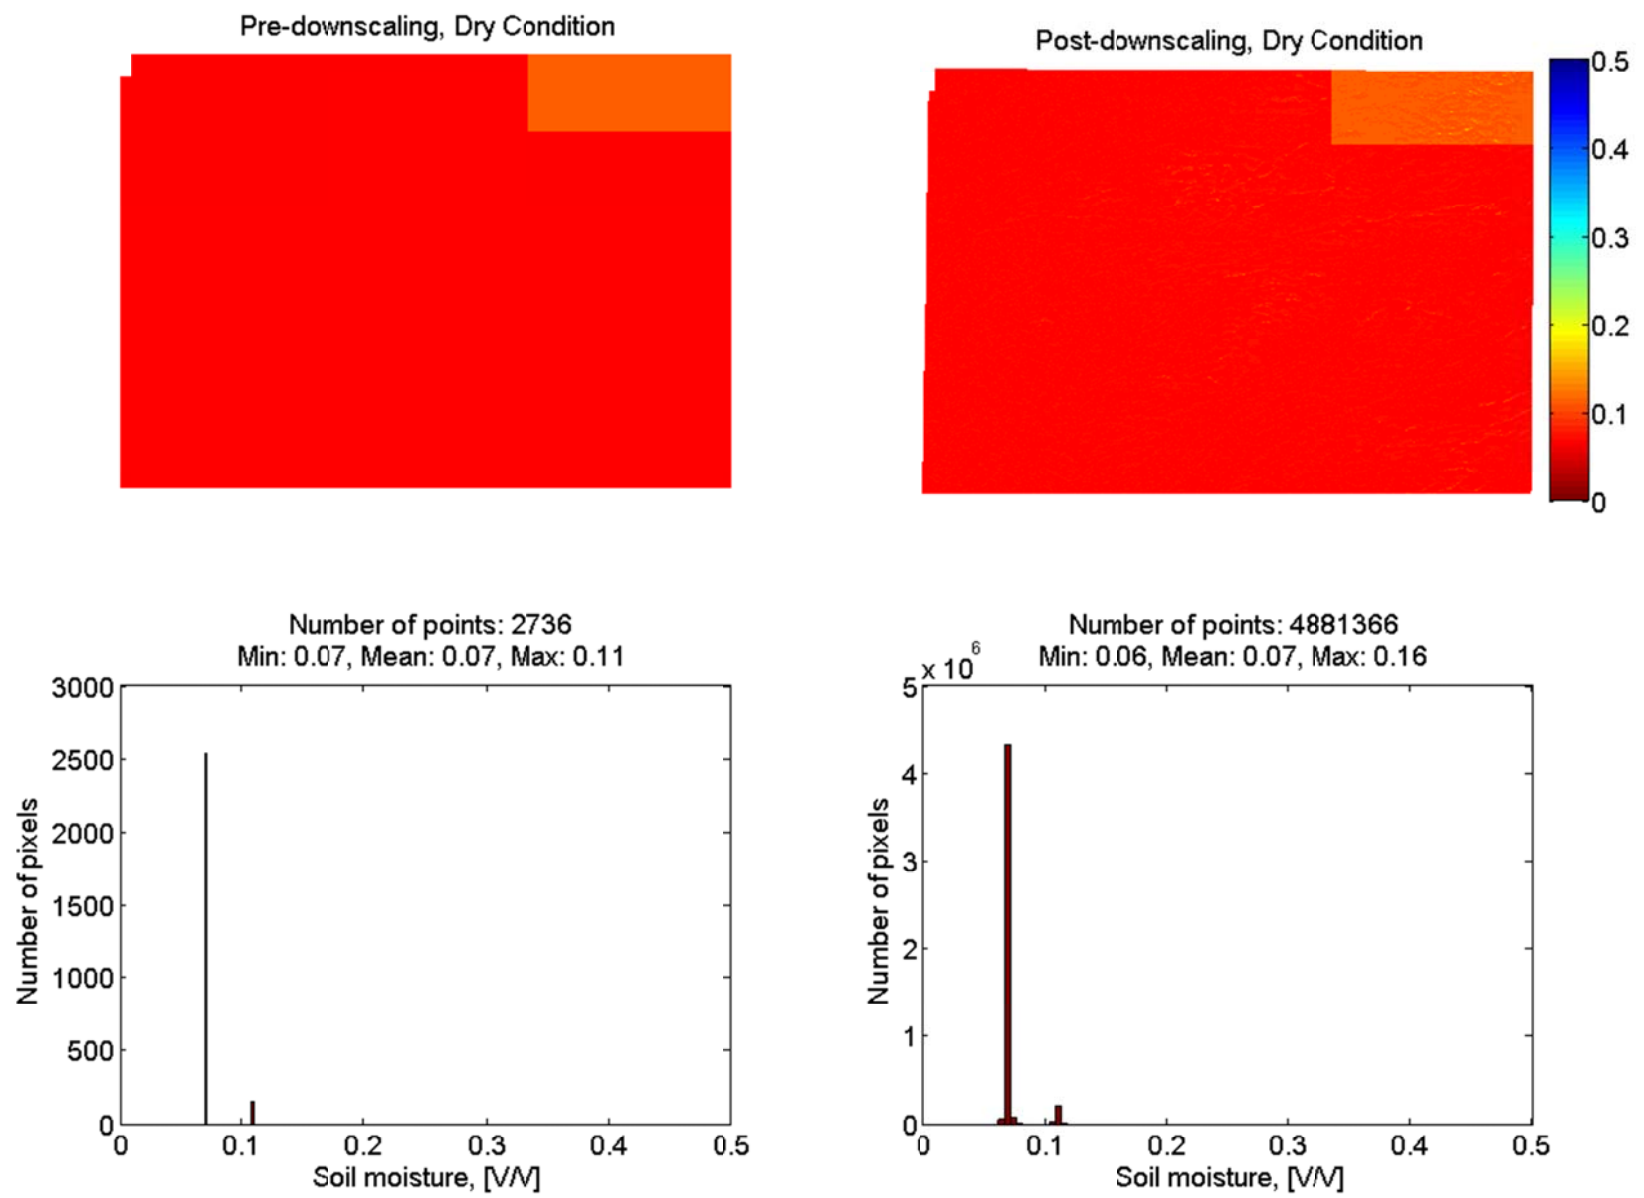 Pre-downscaling, Dry Condition
Post-downscaling, Dry Condition
0.5
0.4
0.3
0.2
0.1
0
Number of points: 2736
Min: 0.07, Mean: 0.07, Max: 0.11
3000
2500
2000
1500
1000
500
0
Number of pixels
0 0.1 0.2 0.3 0.4 0.5
Soil moisture, [V/V]
Number of points: 4881366
Min: 0.06, Mean: 0.07, Max: 0.16
x 10^6
5
4
3
2
1
0
Number of pixels
0 0.1 0.2 0.3 0.4 0.5
Soil moisture, [V/V]